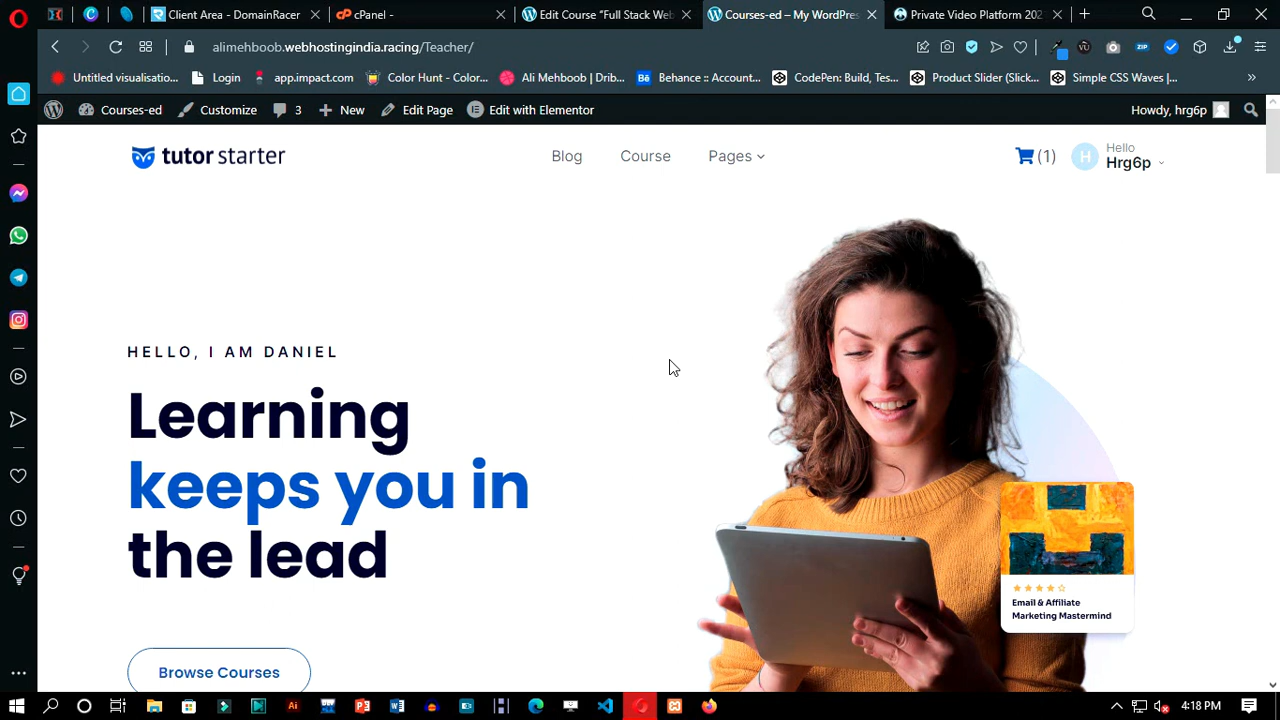 Client Area - DomainRacer
cPanel -
Edit Course “Full Stack Web
Courses-ed – My WordPres
Private Video Platform 202
alimehboob.webhostingindia.racing/Teacher/
VU
ZIP
Untitled visualisatio...
Login
app.impact.com
Color Hunt - Color...
Ali Mehboob | Drib...
Bē
Behance :: Account...
CodePen: Build, Tes...
Product Slider (Slick...
Simple CSS Waves |...
»
Courses-ed
Customize
3
New
Edit Page
Edit with Elementor
Howdy, hrg6p
tutor starter
Blog
Course
Pages
(1)
H
Hello
Hrg6p
HELLO, I AM DANIEL
Learning
keeps you in
the lead
Email & Affiliate
Marketing Mastermind
Browse Courses
4:18 PM